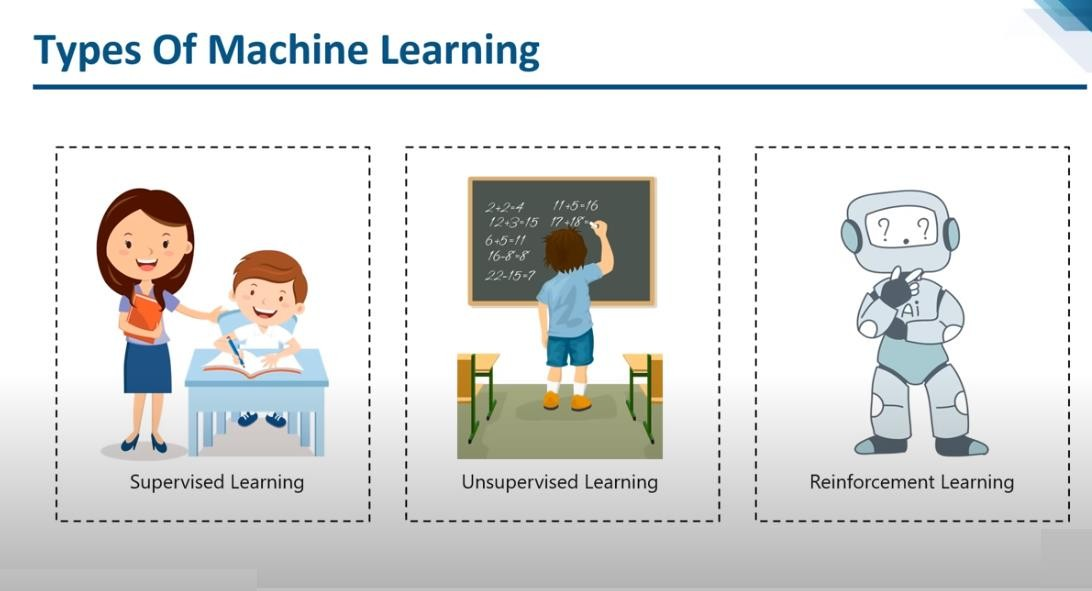 Types Of Machine Learning
2+2=4 11+5=16
12+3=15 17+18=
6+5=11
16-8=8
22-15=7
? ?
Ai
Supervised Learning
Unsupervised Learning
Reinforcement Learning